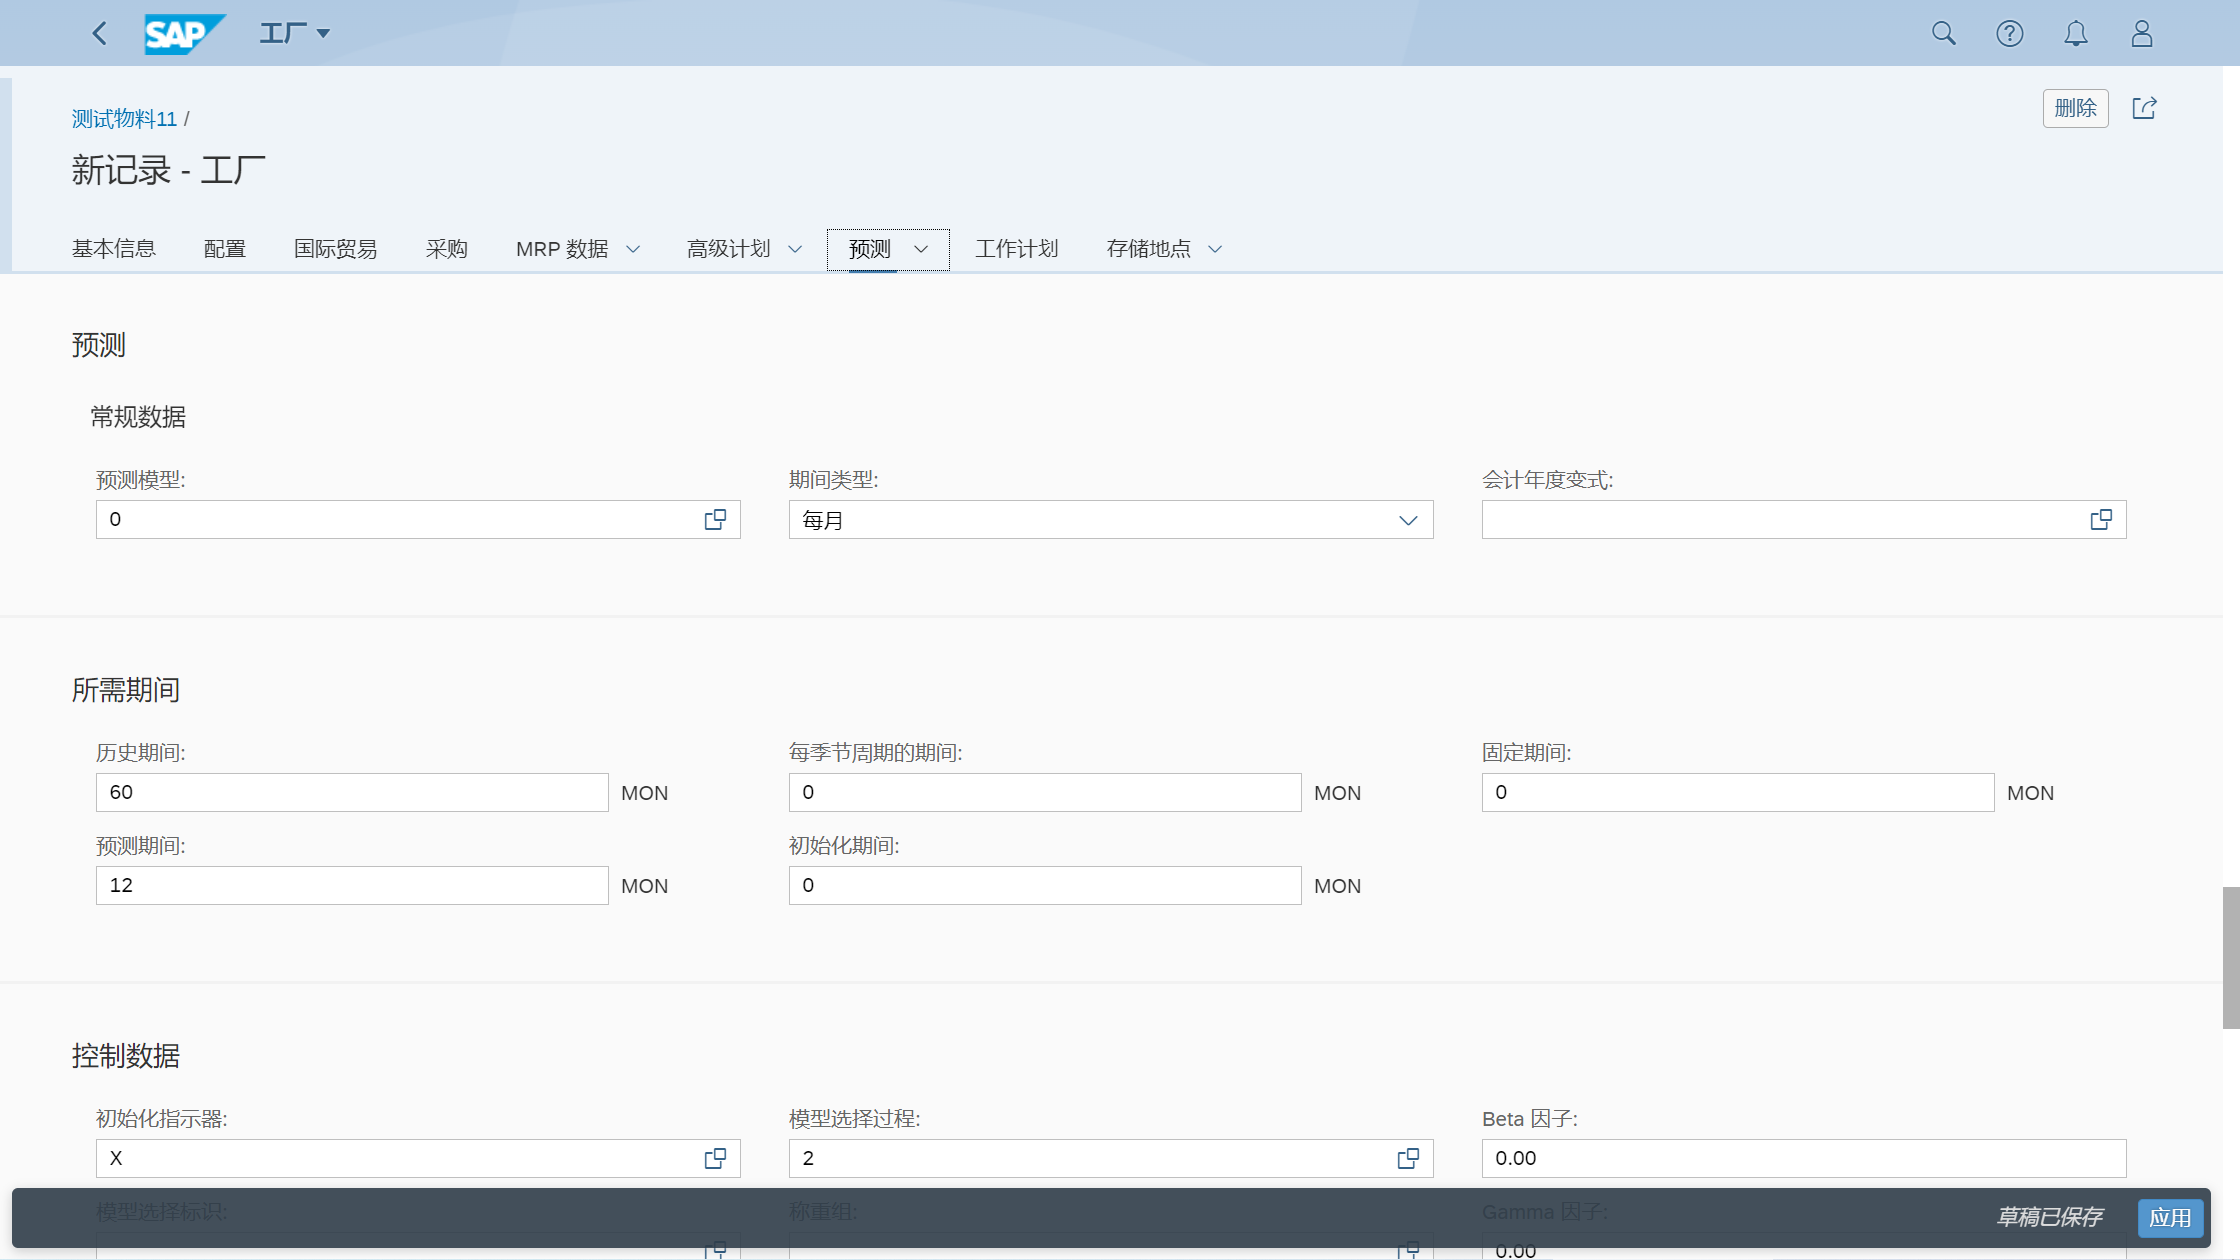 SAP 工厂
测试物料11 /
删除
新记录 - 工厂
基本信息 配置 国际贸易 采购 MRP 数据 高级计划 预测 工作计划 存储地点
预测
常规数据
预测模型: 期间类型: 会计年度变式:
0 每月
所需期间
历史期间: 每季节周期的期间: 固定期间:
60 MON 0 MON 0 MON
预测期间: 初始化期间:
12 MON 0 MON
控制数据
初始化指示器: 模型选择过程: Beta 因子:
X 2 0.00
模型选择标识: 称重组: Gamma 因子:
草稿已保存 应用
0.00